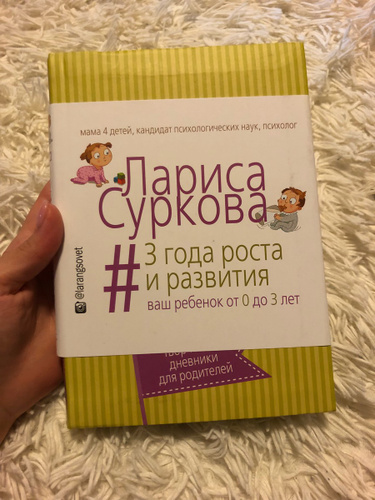 мама 4 детей, кандидат психологических наук, психолог
Лариса
Суркова
# 3 года роста
и развития
ваш ребенок от 0 до 3 лет
@larangsovet
дневники
для родителей